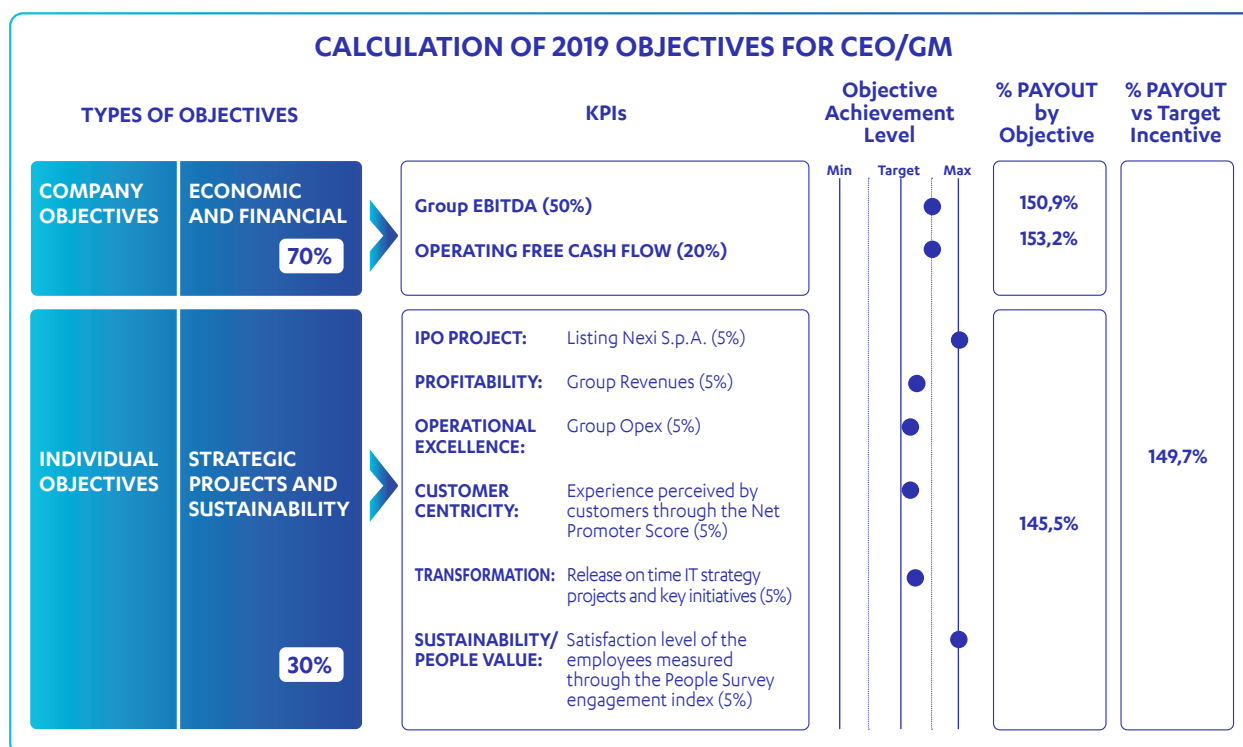 CALCULATION OF 2019 OBJECTIVES FOR CEO/GM
TYPES OF OBJECTIVES
KPIs
Objective
Achievement
Level
% PAYOUT
by
Objective
% PAYOUT
vs Target
Incentive
COMPANY
OBJECTIVES
ECONOMIC
AND FINANCIAL
70%
Group EBITDA (50%)
OPERATING FREE CASH FLOW (20%)
Min
Target
Max
150,9%
153,2%
INDIVIDUAL
OBJECTIVES
STRATEGIC
PROJECTS AND
SUSTAINABILITY
30%
IPO PROJECT: Listing Nexi S.p.A. (5%)
PROFITABILITY: Group Revenues (5%)
OPERATIONAL
EXCELLENCE:
Group Opex (5%)
CUSTOMER
CENTRICITY:
Experience perceived by
customers through the Net
Promoter Score (5%)
TRANSFORMATION: Release on time IT strategy
projects and key initiatives (5%)
SUSTAINABILITY/
PEOPLE VALUE:
Satisfaction level of the
employees measured
through the People Survey
engagement index (5%)
145,5%
149,7%